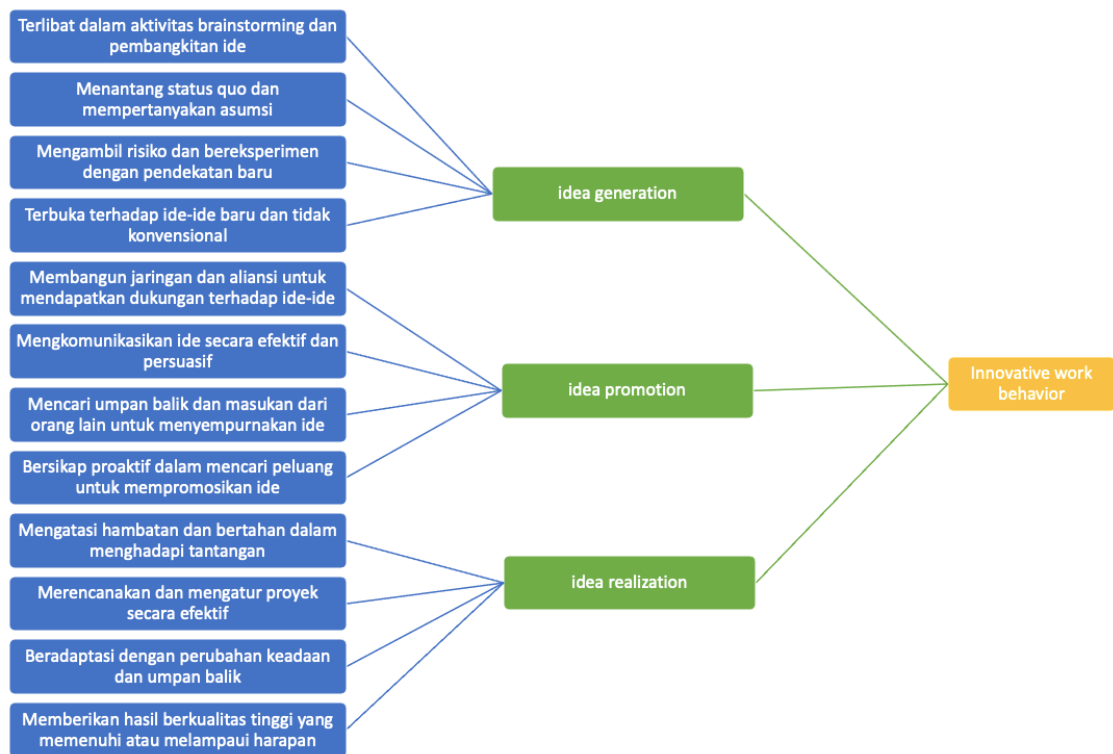 Terlibat dalam aktivitas brainstorming dan
pembangkitan ide
Menantang status quo dan
mempertanyakan asumsi
Mengambil risiko dan bereksperimen
dengan pendekatan baru
Terbuka terhadap ide-ide baru dan tidak
konvensional
Membangun jaringan dan aliansi untuk
mendapatkan dukungan terhadap ide-ide
Mengkomunikasikan ide secara efektif dan
persuasif
Mencari umpan balik dan masukan dari
orang lain untuk menyempurnakan ide
Bersikap proaktif dalam mencari peluang
untuk mempromosikan ide
Mengatasi hambatan dan bertahan dalam
menghadapi tantangan
Merencanakan dan mengatur proyek
secara efektif
Beradaptasi dengan perubahan keadaan
dan umpan balik
Memberikan hasil berkualitas tinggi yang
memenuhi atau melampaui harapan
idea generation
idea promotion
idea realization
Innovative work
behavior